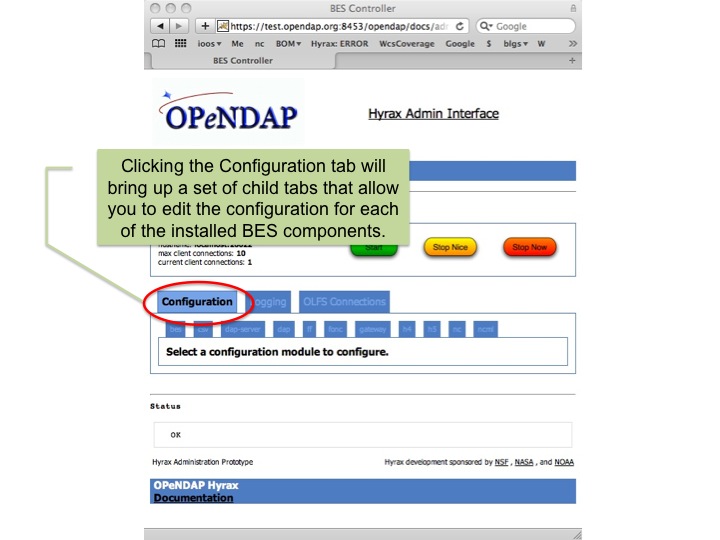 BES Controller
https://test.opendap.org:8453/opendap/docs/adm
Google
ioos Me nc BOM Hyrax: ERROR WcsCoverage Google $ blgs W
BES Controller
OPeNDAP
Hyrax Admin Interface
Clicking the Configuration tab will
bring up a set of child tabs that allow
you to edit the configuration for each
of the installed BES components.
max client connections: 10
current client connections: 1
Start Stop Nice Stop Now
Configuration Logging OLFS Connections
bes dap-server dap ff fonc gateway h4 h5 nc ncml
Select a configuration module to configure.
Status
OK
Hyrax Administration Prototype Hyrax development sponsored by NSF , NASA , and NOAA
OPeNDAP Hyrax
Documentation